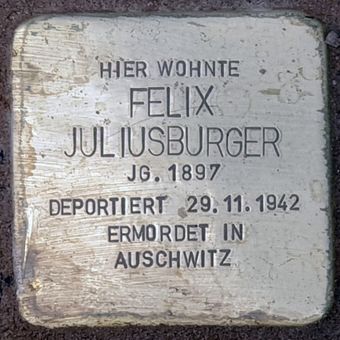 HIER WOHNTE
FELIX
JULIUSBURGER
JG. 1897
DEPORTIERT 29.11.1942
ERMORDET IN
AUSCHWITZ